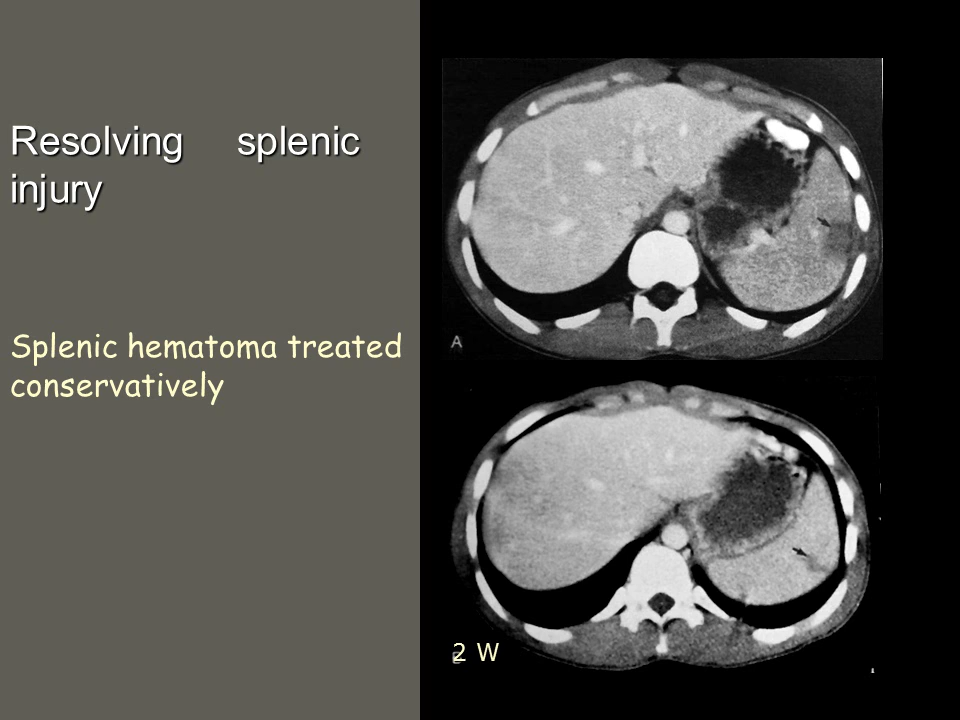 Resolving splenic
injury
Splenic hematoma treated
conservatively
A
2 W